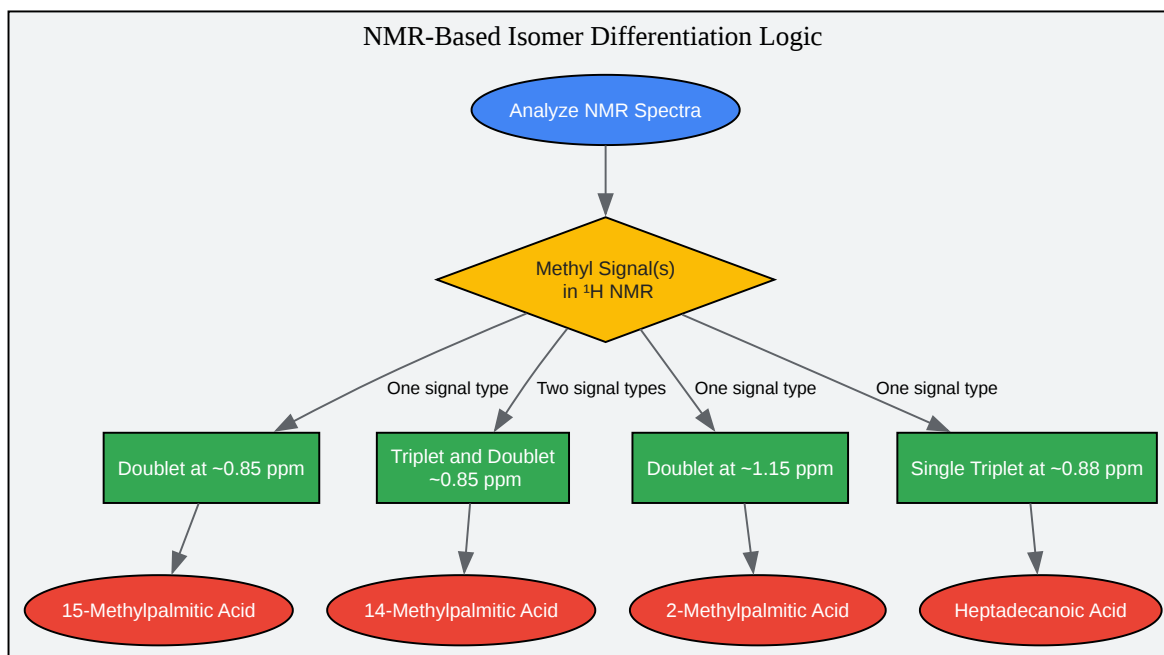 NMR-Based Isomer Differentiation Logic
Analyze NMR Spectra
Methyl Signal(s)
in ¹H NMR
One signal type
Two signal types
One signal type
One signal type
Doublet at ~0.85 ppm
Triplet and Doublet
~0.85 ppm
Doublet at ~1.15 ppm
Single Triplet at ~0.88 ppm
15-Methylpalmitic Acid
14-Methylpalmitic Acid
2-Methylpalmitic Acid
Heptadecanoic Acid